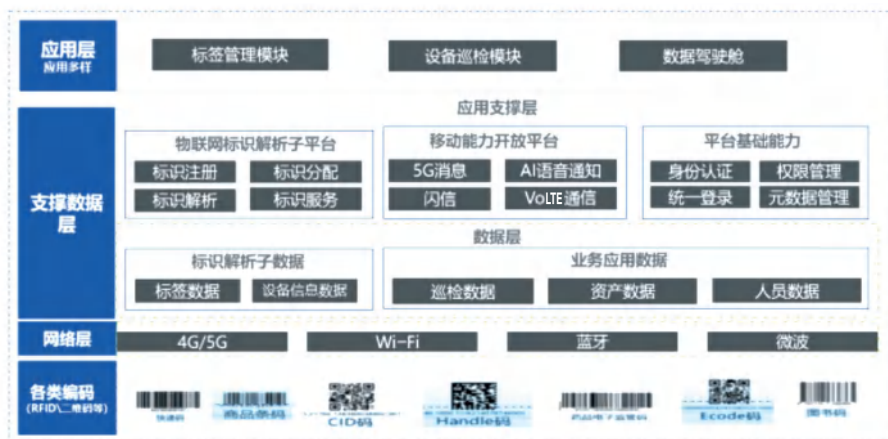 应用层
应用多样
标签管理模块
设备巡检模块
数据驾驶舱
支撑数据层
应用支撑层
物联网标识解析子平台
标识注册
标识分配
标识解析
标识服务
移动能力开放平台
5G消息
AI语音通知
闪信
VoLTE通信
平台基础能力
身份认证
权限管理
统一登录
元数据管理
数据层
标识解析子数据
标签数据
设备信息数据
业务应用数据
巡检数据
资产数据
人员数据
网络层
4G/5G
Wi-Fi
蓝牙
微波
各类编码
(RFID\二维码等)
快递码
商品条码
CID码
Handle码
药品电子监管码
Ecode码
图书码